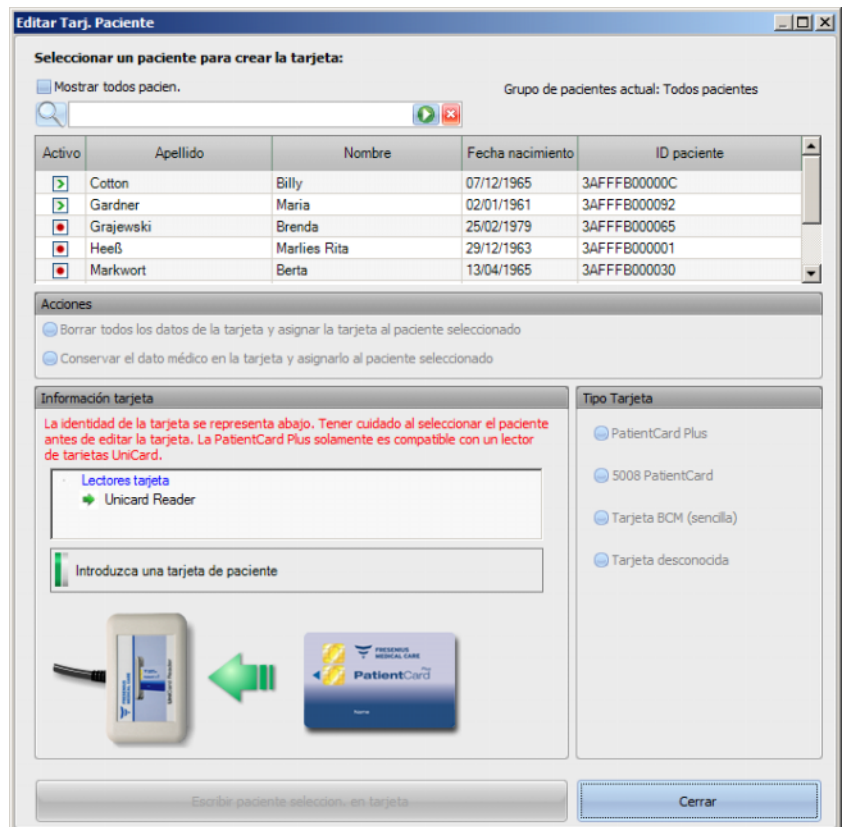 Editar Tarj. Paciente
Seleccionar un paciente para crear la tarjeta:
Mostrar todos pacien.
Grupo de pacientes actual: Todos pacientes
Activo Apellido Nombre Fecha nacimiento ID paciente
Cotton Billy 07/12/1965 3AFFFB00000C
Gardner Maria 02/01/1961 3AFFFB000092
Grajewski Brenda 25/02/1979 3AFFFB000065
Heeß Marlies Rita 29/12/1963 3AFFFB000001
Markwort Berta 13/04/1965 3AFFFB000030
Acciones
Borrar todos los datos de la tarjeta y asignar la tarjeta al paciente seleccionado
Conservar el dato médico en la tarjeta y asignarlo al paciente seleccionado
Información tarjeta
La identidad de la tarjeta se representa abajo. Tener cuidado al seleccionar el paciente
antes de editar la tarjeta. La PatientCard Plus solamente es compatible con un lector
de tarietas UniCard.
Lectores tarjeta
Unicard Reader
Introduzca una tarjeta de paciente
FRESENIUS
MEDICAL CARE
PatientCard Plus
Name
FRESENIUS
MEDICAL CARE
UNICard Reader
Tipo Tarjeta
PatientCard Plus
5008 PatientCard
Tarjeta BCM (sencilla)
Tarjeta desconocida
Escribir paciente seleccion. en tarjeta
Cerrar